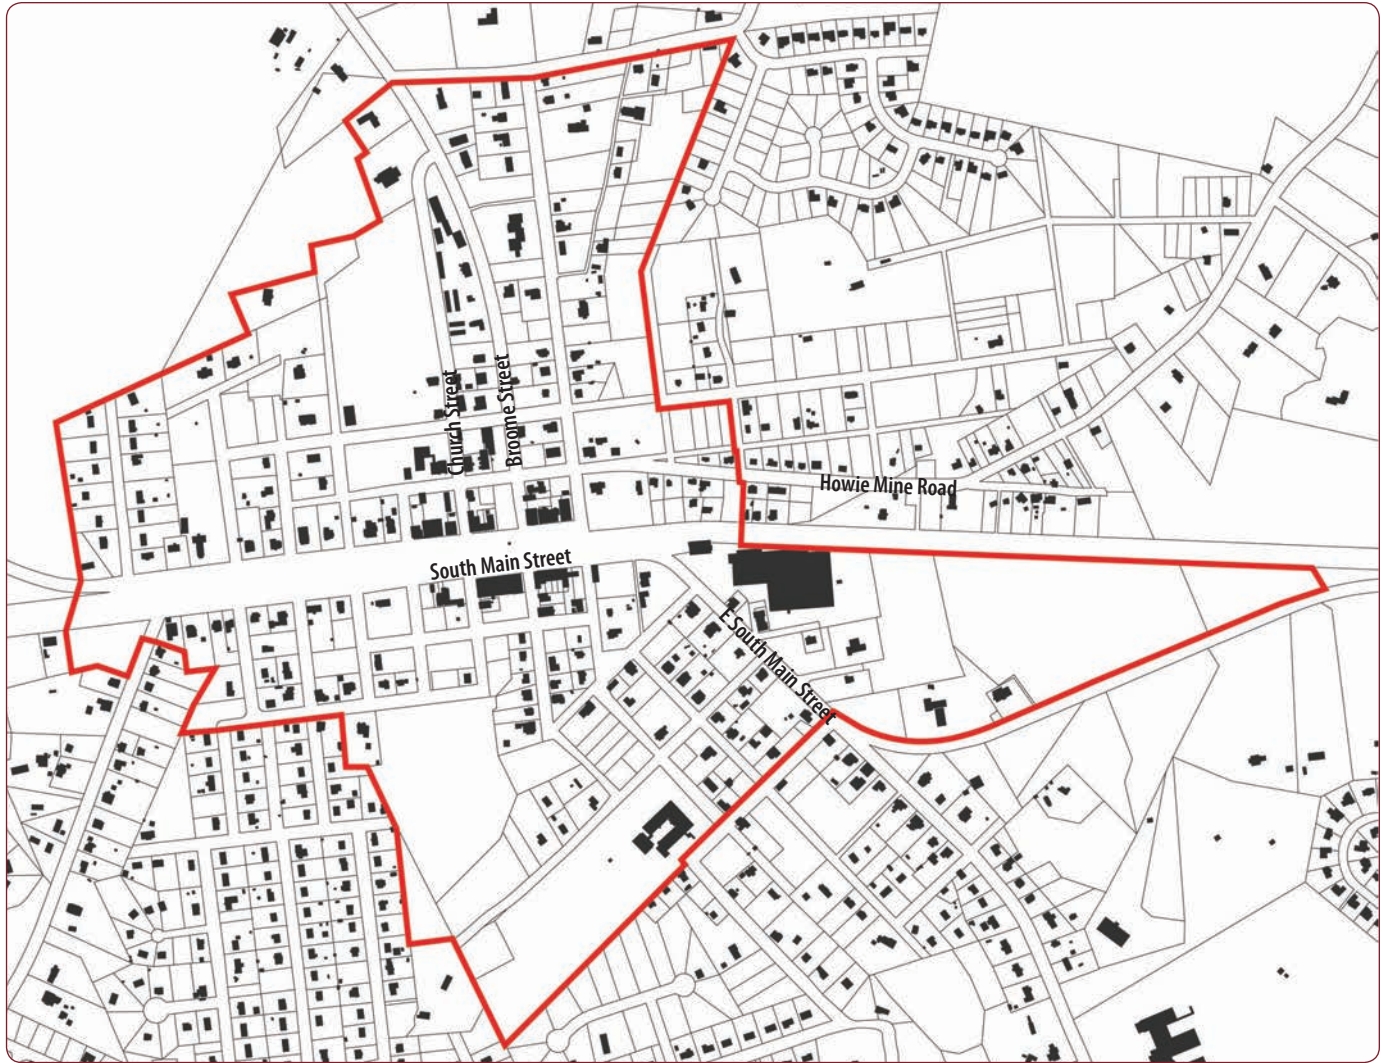 Church Street
Broome Street
Howie Mine Road
South Main Street
E South Main Street